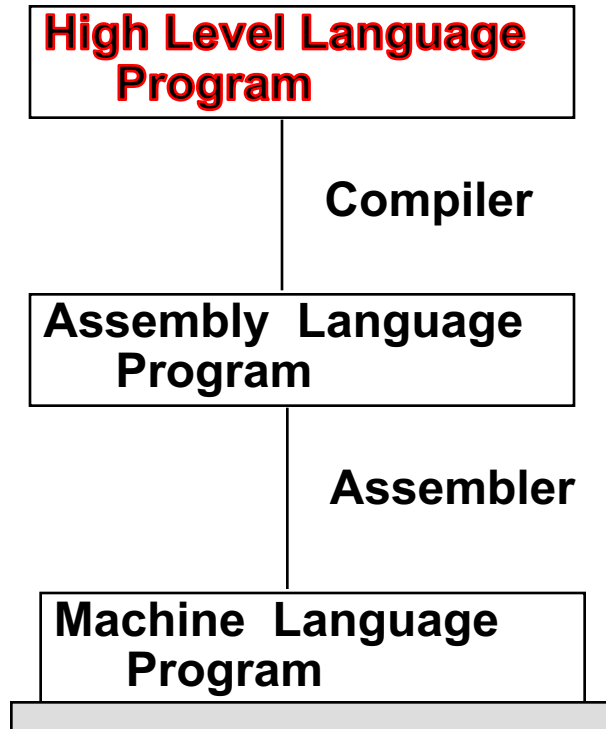 High Level Language
Program
Compiler
Assembly Language
Program
Assembler
Machine Language
Program